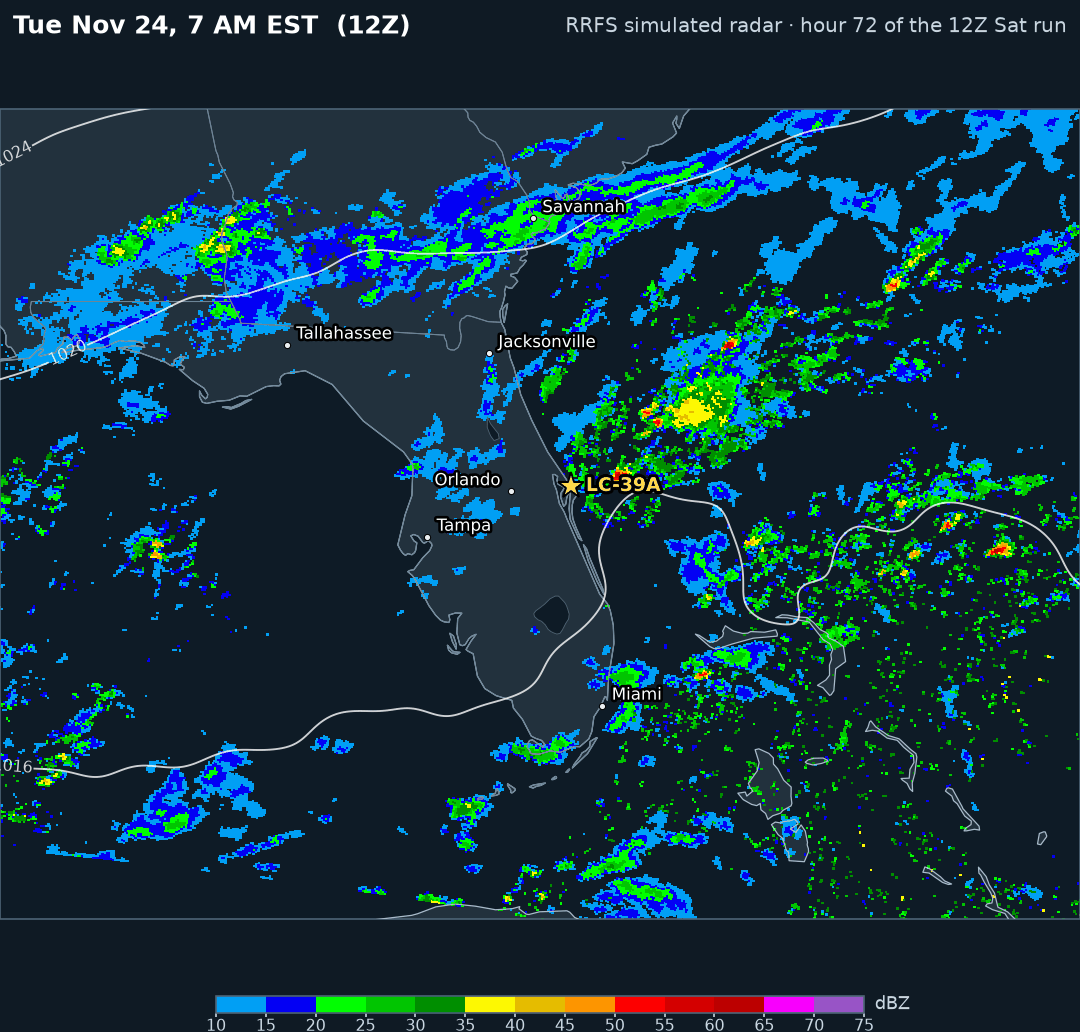 Tue Nov 24, 7 AM EST (12Z)
RRFS simulated radar · hour 72 of the 12Z Sat run
1024
Savannah
Tallahassee
Jacksonville
1020
Orlando
LC-39A
Tampa
Miami
1016
dBZ
10 15 20 25 30 35 40 45 50 55 60 65 70 75